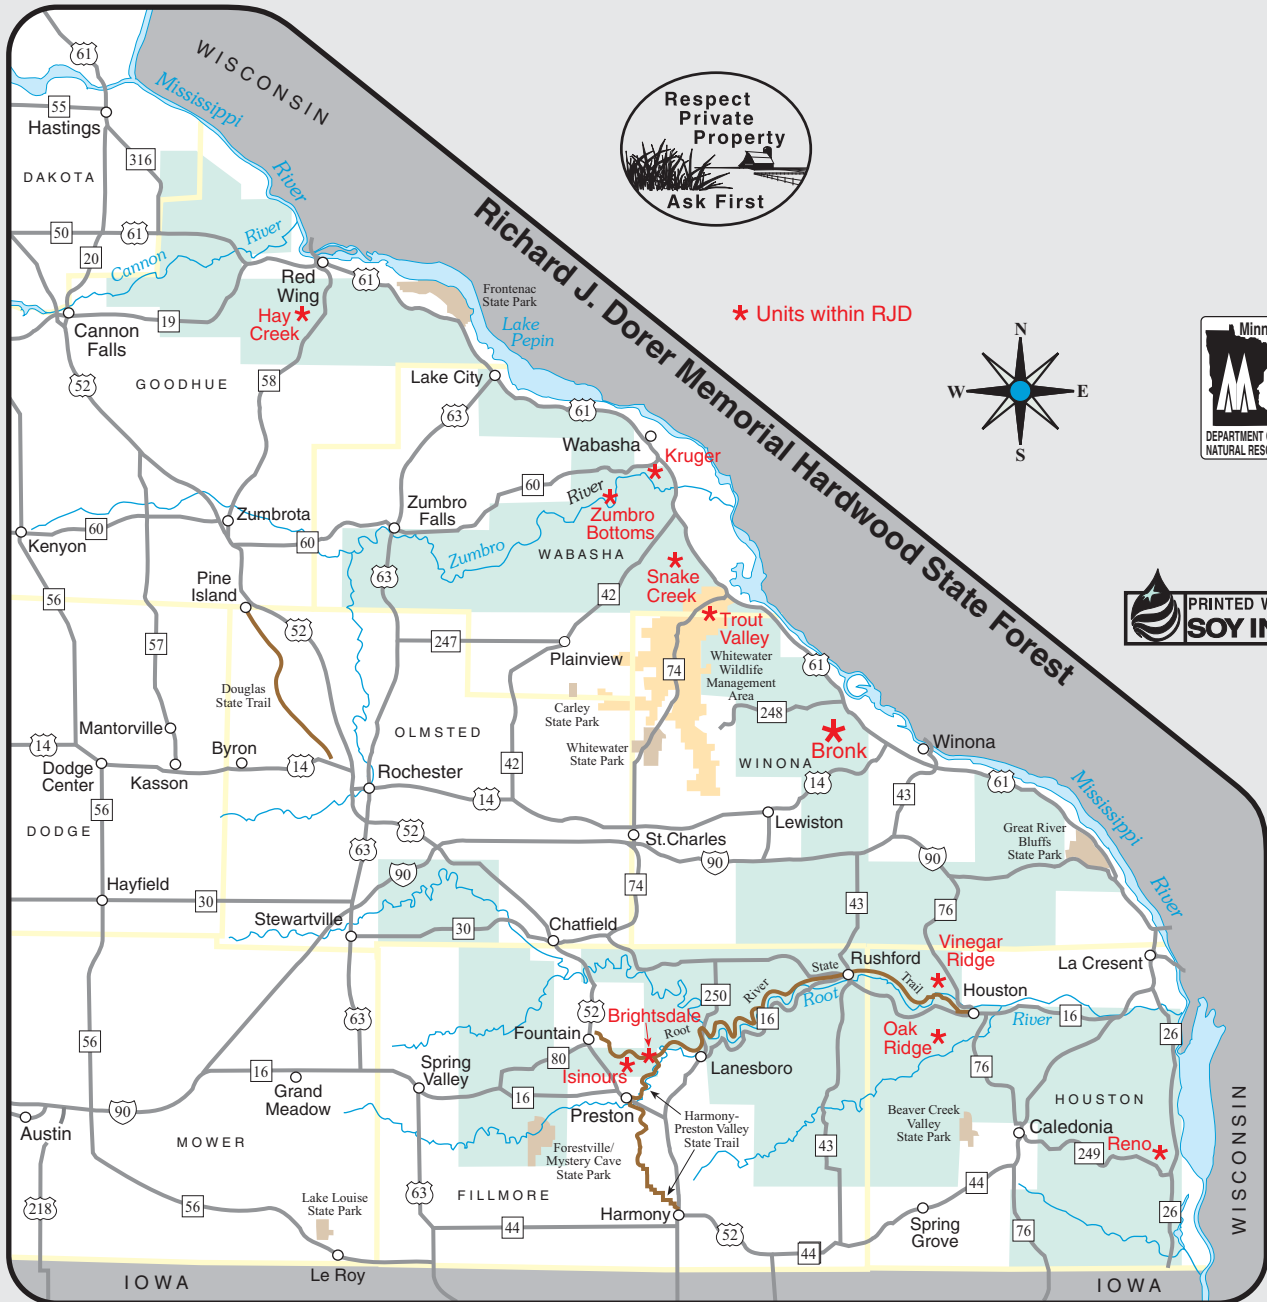 WISCONSIN
Mississippi
River
Respect
Private
Property
Ask First
Richard J. Dorer Memorial Hardwood State Forest
* Units within RJD
N
W
E
S
Minn
DEPARTMENT
NATURAL
PRINTED W
SOY IN
61
55
Hastings
316
DAKOTA
50
61
20
Cannon
River
Red
Wing
61
Hay
Creek
Frontenac
State Park
Lake
Pepin
Cannon
Falls
19
GOODHUE
52
58
Lake City
63
61
Wabasha
Kruger
60
River
Zumbro
Bottoms
Zumbro
Falls
Zumbrota
60
Kenyon
60
Zumbro
WABASHA
Snake
Creek
63
42
Pine
Island
56
52
57
247
Plainview
Trout
Valley
74
Whitewater
Wildlife
Management
Area
61
Douglas
State Trail
Carley
State Park
248
Mantorville
OLMSTED
Whitewater
State Park
Bronk
Winona
WINONA
14
Dodge
Center
Kasson
Byron
14
Rochester
42
14
14
43
61
Mississippi
River
56
DODGE
52
63
St.Charles
Lewiston
Great River
Bluffs
State Park
90
90
90
Hayfield
30
74
43
76
Stewartville
30
Chatfield
Vinegar
Ridge
La Cresent
Rushford
State
Trail
River
Root
Houston
250
52
Brightsdale
Root
16
River
16
26
Fountain
Oak
Ridge
56
63
80
Isinours
Lanesboro
76
16
Grand
Meadow
Spring
Valley
16
Preston
Harmony-
Preston Valley
State Trail
HOUSTON
Beaver Creek
Valley
State Park
Caledonia
90
Austin
MOWER
Forestville/
Mystery Cave
State Park
43
249
Reno
WISCONSIN
44
218
56
Lake Louise
State Park
63
FILLMORE
Harmony
44
52
44
Spring
Grove
76
26
Le Roy
IOWA
IOWA